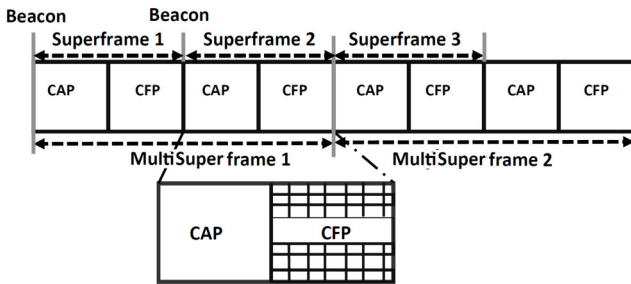 Beacon Beacon
Superframe 1 Superframe 2 Superframe 3
CAP CFP CAP CFP CAP CFP CAP CFP
MultiSuper frame 1 MultiSuper frame 2
CAP CFP